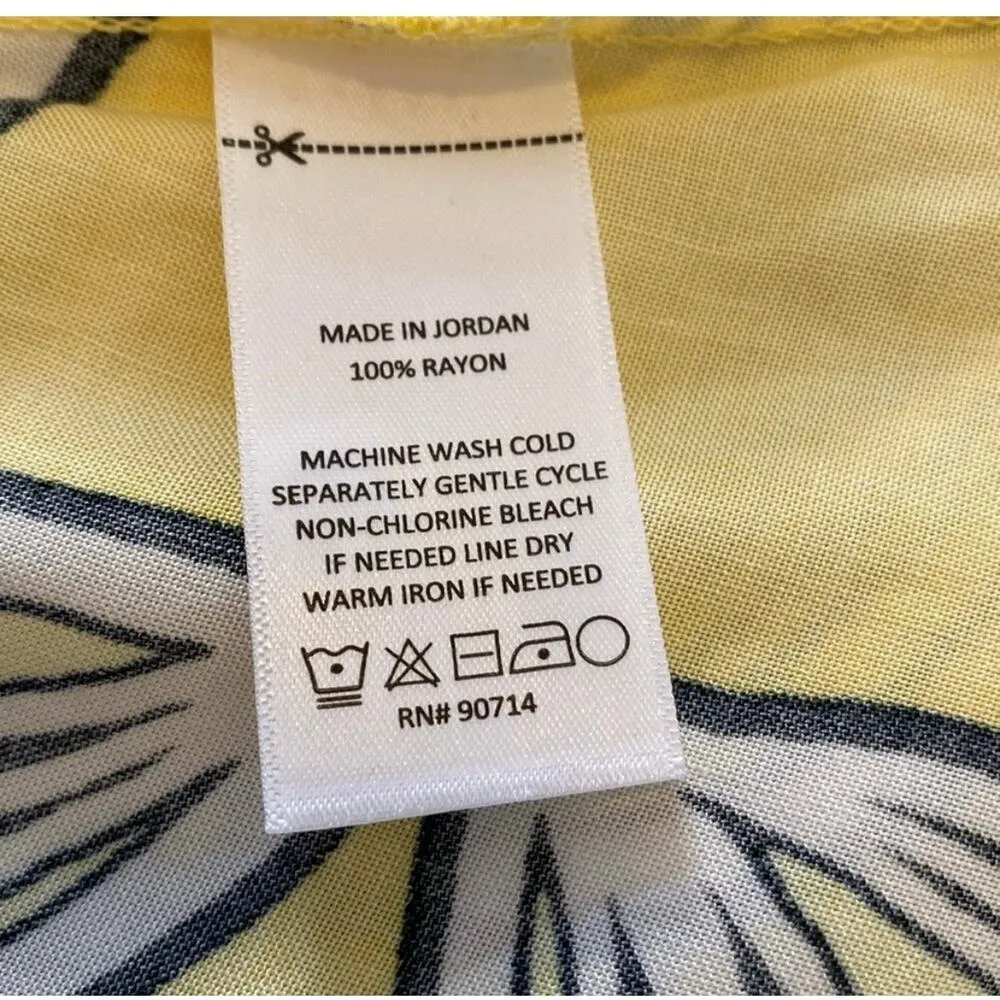 MADE IN JORDAN
100% RAYON
MACHINE WASH COLD
SEPARATELY GENTLE CYCLE
NON-CHLORINE BLEACH
IF NEEDED LINE DRY
WARM IRON IF NEEDED
RN# 90714